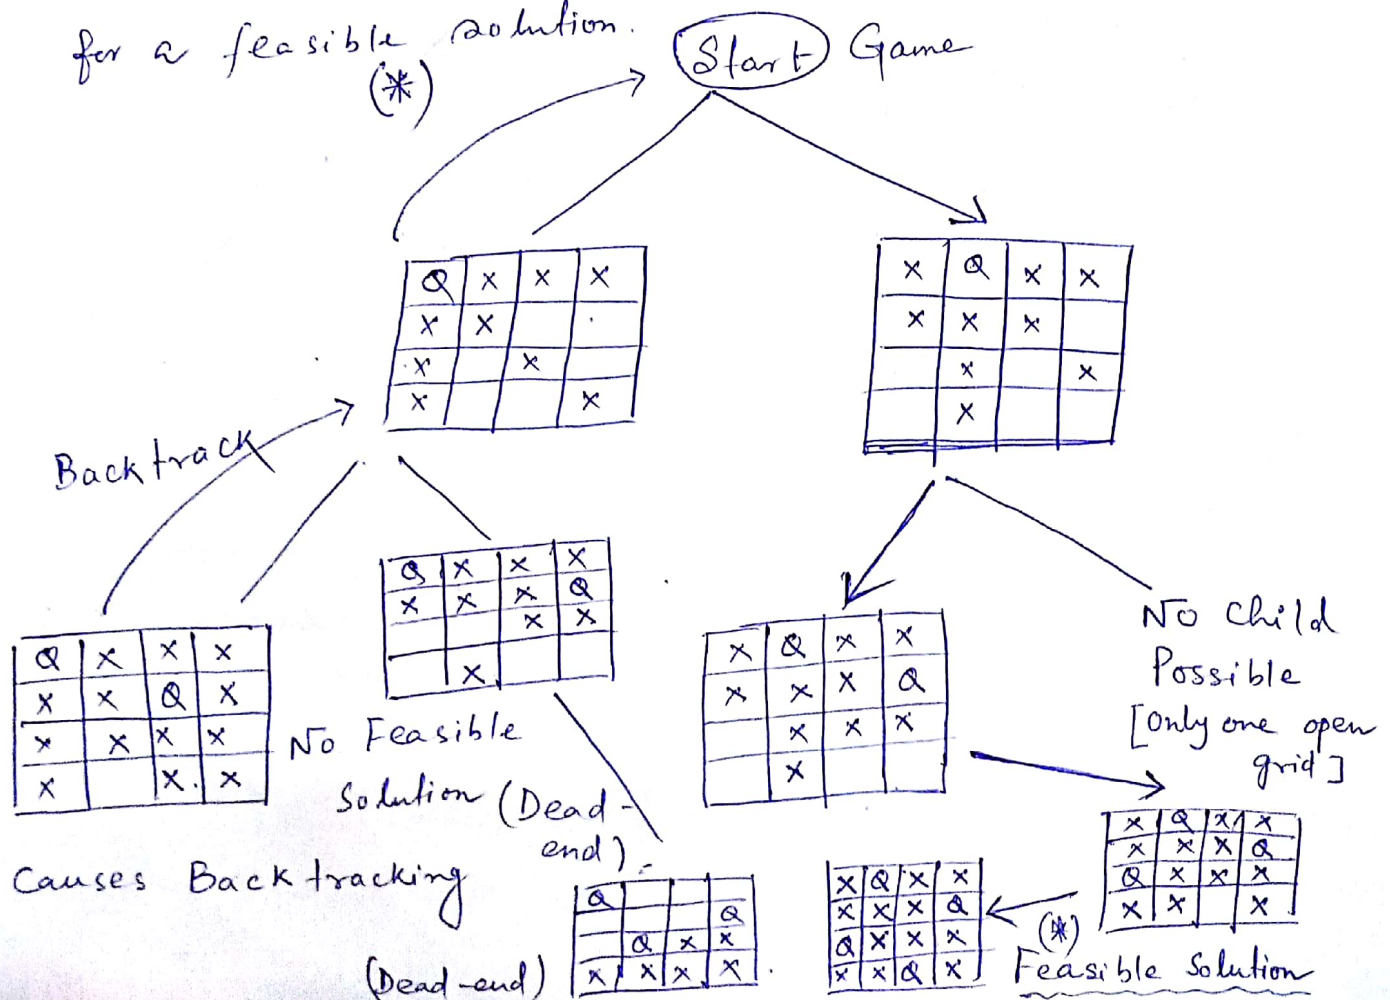 for a feasible solution.
(*)
Start Game
Q X X X
X X
X X
X X
X Q X X
X X X
X X
X
Backtrack
Q X X X
X X Q X
X X X X
X X X
Q X X X
X X X Q
X X
X
X Q X X
X X X Q
X X X
X
No Child
Possible
[Only one open
grid]
No Feasible
Solution (Dead-
end)
Causes Backtracking
Q
Q
Q X X
X X X X
(Dead-end)
X Q X X
X X X Q
Q X X X
X X X
X Q X X
X X X Q
Q X X X
X X Q X
(*)
Feasible Solution